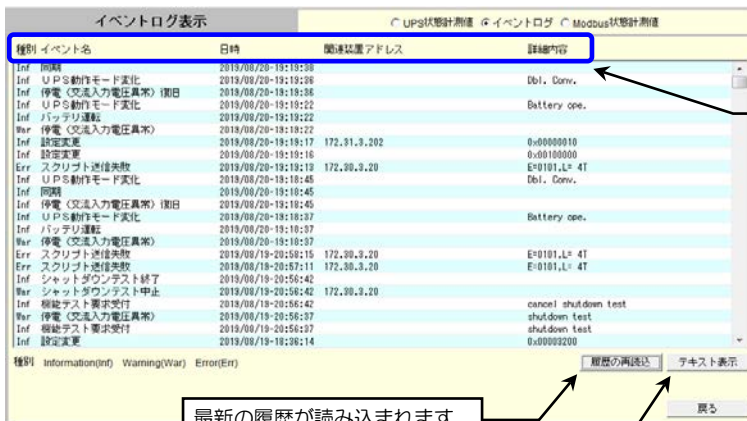 イベントログ表示
UPS状態計測値 イベントログ Modbus状態計測値
種別 イベント名 日時 関連装置アドレス 詳細内容
Inf 同期 2019/08/20-19:19:38
Inf UPS動作モード変化 2019/08/20-19:19:36 Dbl. Conv.
Inf 停電(交流入力電圧異常)復旧 2019/08/20-19:19:36
Inf UPS動作モード変化 2019/08/20-19:19:22 Battery ope.
Inf バッテリ運転 2019/08/20-19:19:22
War 停電(交流入力電圧異常) 2019/08/20-19:19:22
Inf 設定変更 2019/08/20-19:19:17 172.31.3.202 0x00000010
Inf 設定変更 2019/08/20-19:19:16 0x00100000
Err スクリプト送信失敗 2019/08/20-19:19:13 172.30.3.20 E=0101,L= 4T
Inf UPS動作モード変化 2019/08/20-19:18:45 Dbl. Conv.
Inf 同期 2019/08/20-19:18:45
Inf 停電(交流入力電圧異常)復旧 2019/08/20-19:18:45
Inf UPS動作モード変化 2019/08/20-19:18:37 Battery ope.
Inf バッテリ運転 2019/08/20-19:18:37
War 停電(交流入力電圧異常) 2019/08/20-19:18:37
Err スクリプト送信失敗 2019/08/19-20:58:15 172.30.3.20 E=0101,L= 4T
Err スクリプト送信失敗 2019/08/19-20:57:11 172.30.3.20 E=0101,L= 4T
Inf シャットダウンテスト終了 2019/08/19-20:56:42
War シャットダウンテスト中止 2019/08/19-20:56:42 172.30.3.20
Inf 機能テスト要求受付 2019/08/19-20:56:42 cancel shutdown test
War 停電(交流入力電圧異常) 2019/08/19-20:56:37 shutdown test
Inf 機能テスト要求受付 2019/08/19-20:56:37 shutdown test
Inf 設定変更 2019/08/19-18:36:14 0x00003200
種別 Information(Inf) Warning(War) Error(Err) 履歴の再読込 テキスト表示
戻る
最新の履歴が読み込まれます